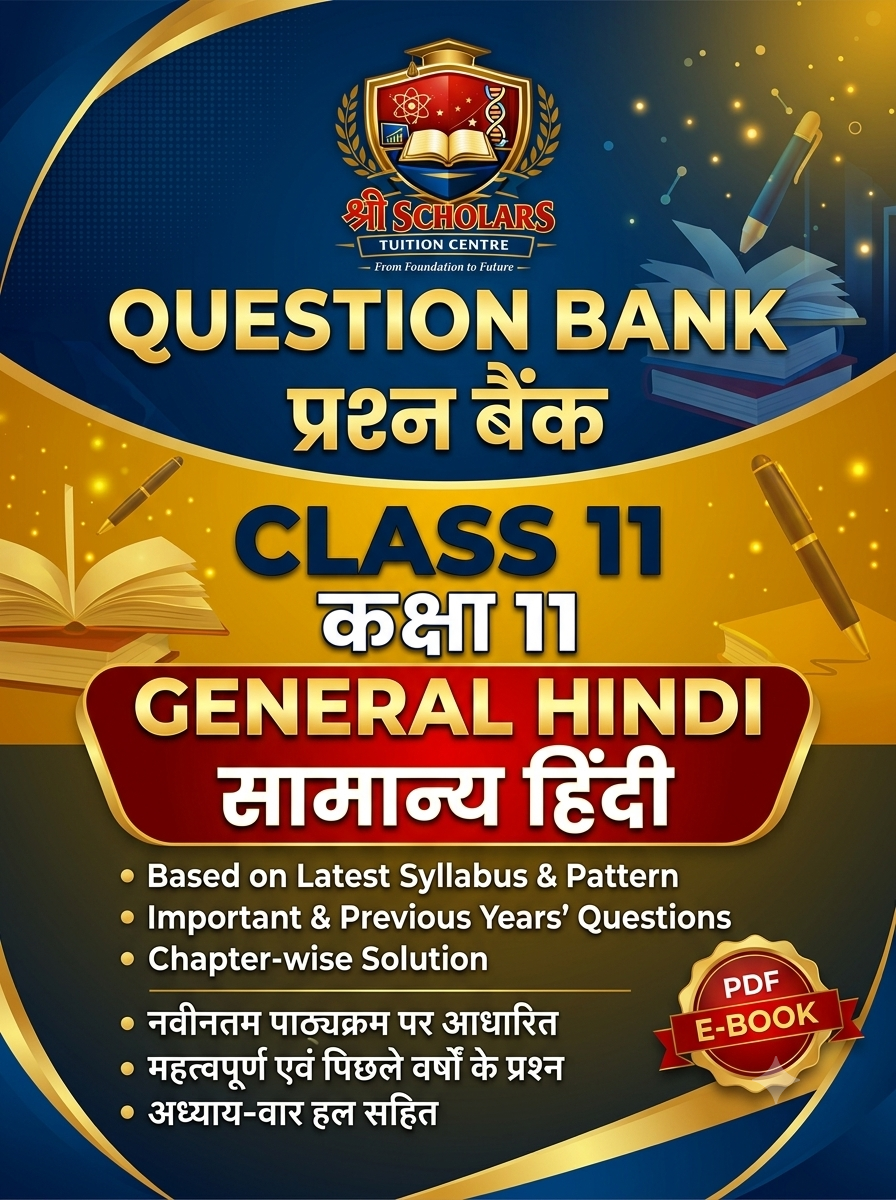 श्री SCHOLARS
TUITION CENTRE
From Foundation to Future
QUESTION BANK
प्रश्न बैंक
CLASS 11
कक्षा 11
GENERAL HINDI
सामान्य हिंदी
• Based on Latest Syllabus & Pattern
• Important & Previous Years’ Questions
• Chapter-wise Solution
• नवीनतम पाठ्यक्रम पर आधारित
• महत्वपूर्ण एवं पिछले वर्षों के प्रश्न
• अध्याय-वार हल सहित
PDF
E-BOOK